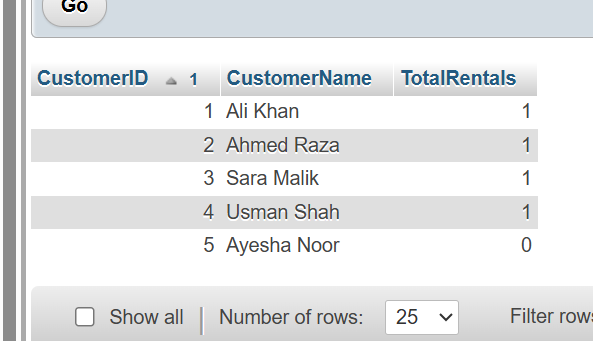 Go
CustomerID 1 CustomerName TotalRentals
1 Ali Khan 1
2 Ahmed Raza 1
3 Sara Malik 1
4 Usman Shah 1
5 Ayesha Noor 0
Show all Number of rows: 25 Filter rows